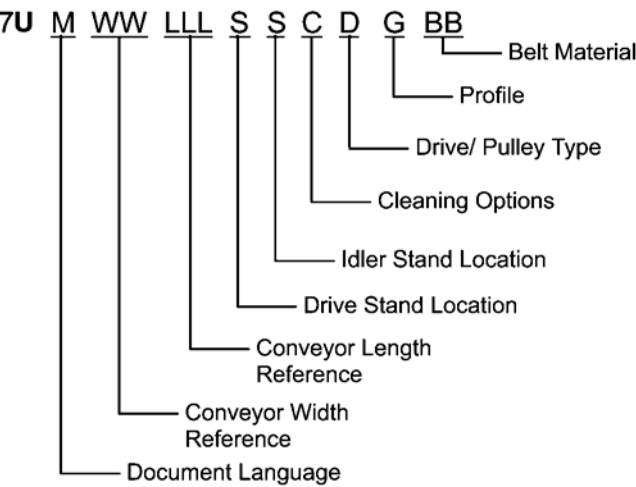 7U M WW LLL S S C D G BB
Belt Material
Profile
Drive/ Pulley Type
Cleaning Options
Idler Stand Location
Drive Stand Location
Conveyor Length
Reference
Conveyor Width
Reference
Document Language